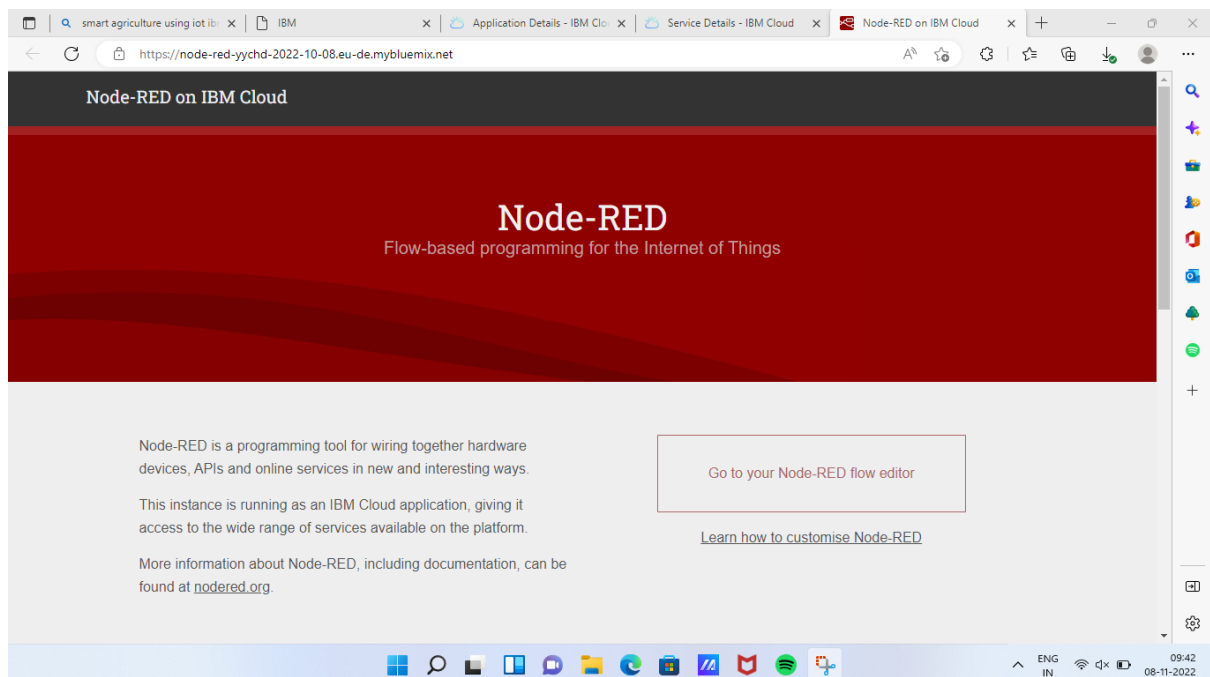 smart agriculture using iot ib
IBM
Application Details - IBM Clo
Service Details - IBM Cloud
Node-RED on IBM Cloud
https://node-red-yychd-2022-10-08.eu-de.mybluemix.net
Node-RED on IBM Cloud
Node-RED
Flow-based programming for the Internet of Things
Node-RED is a programming tool for wiring together hardware
devices, APIs and online services in new and interesting ways.
This instance is running as an IBM Cloud application, giving it
access to the wide range of services available on the platform.
More information about Node-RED, including documentation, can be
found at nodered.org.
Go to your Node-RED flow editor
Learn how to customise Node-RED
ENG
IN
09:42
08-11-2022